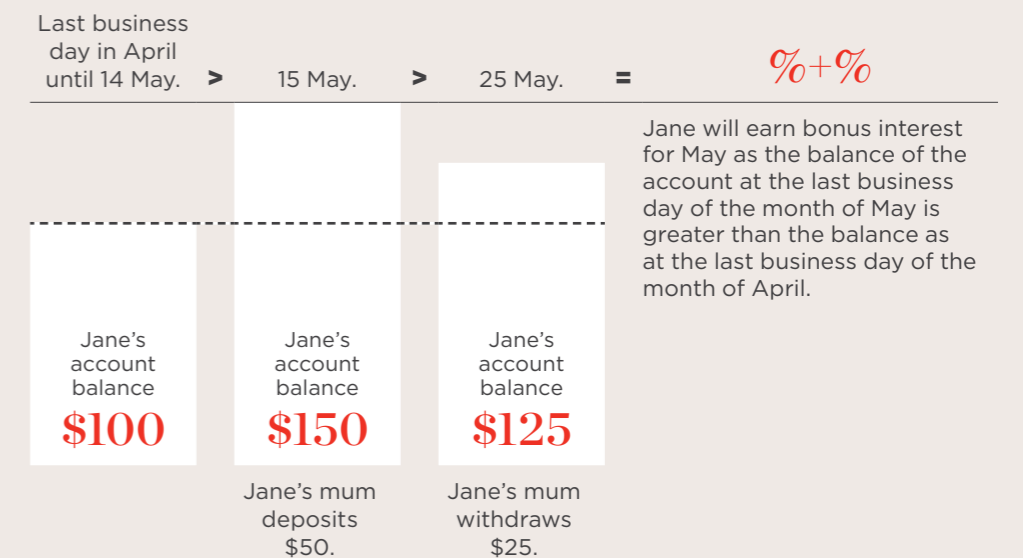 Last business
day in April
until 14 May.
>
15 May.
>
25 May.
=
%+%
Jane will earn bonus interest
for May as the balance of the
account at the last business
day of the month of May is
greater than the balance as
at the last business day of the
month of April.
Jane’s
account
balance
$100
Jane’s
account
balance
$150
Jane’s
account
balance
$125
Jane’s mum
deposits
$50.
Jane’s mum
withdraws
$25.